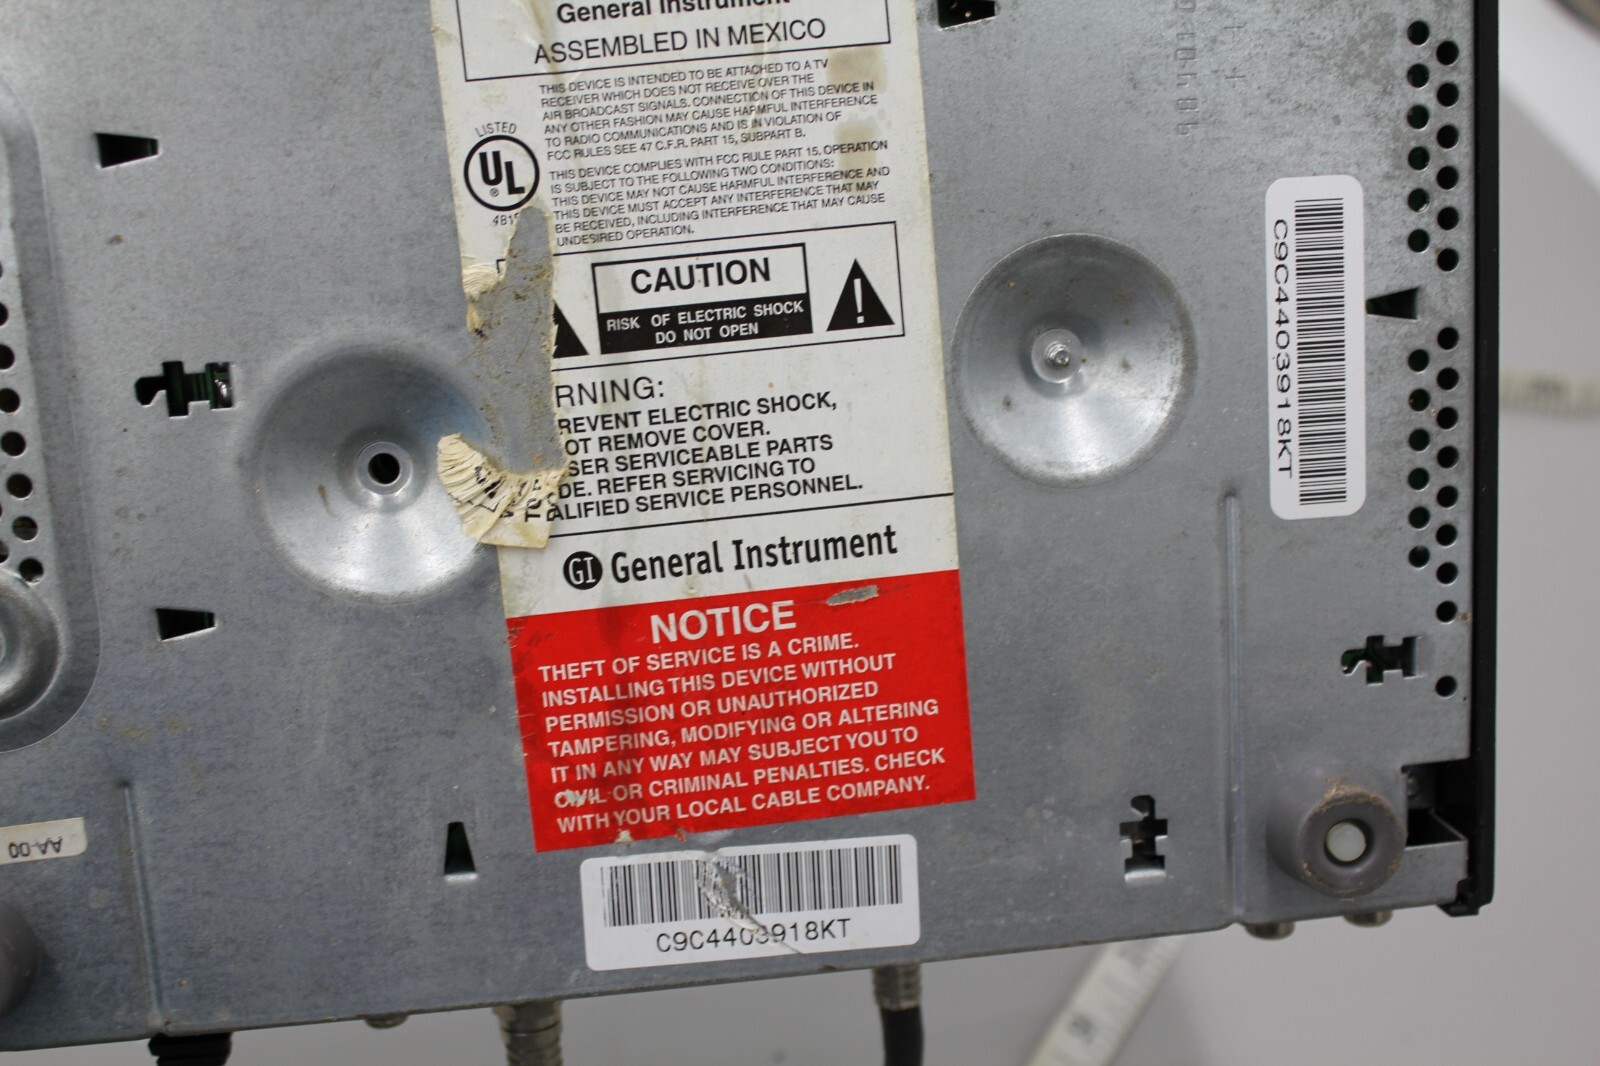 General Instrument
ASSEMBLED IN MEXICO
THIS DEVICE IS INTENDED TO BE ATTACHED TO A TV
RECEIVER WHICH DOES NOT RECEIVE OVER THE
AIR BROADCAST SIGNALS. CONNECTION OF THIS DEVICE IN
ANY OTHER FASHION MAY CAUSE HARMFUL INTERFERENCE
TO RADIO COMMUNICATIONS AND IS IN VIOLATION OF
FCC RULES SEE 47 C.F.R. PART 15, SUBPART B.
LISTED
UL
®
THIS DEVICE COMPLIES WITH FCC RULE PART 15. OPERATION
IS SUBJECT TO THE FOLLOWING TWO CONDITIONS:
THIS DEVICE MAY NOT CAUSE HARMFUL INTERFERENCE AND
THIS DEVICE MUST ACCEPT ANY INTERFERENCE THAT MAY
BE RECEIVED, INCLUDING INTERFERENCE THAT MAY CAUSE
UNDESIRED OPERATION.
CAUTION
RISK OF ELECTRIC SHOCK
DO NOT OPEN
!
RNING:
REVENT ELECTRIC SHOCK,
OT REMOVE COVER.
SER SERVICEABLE PARTS
DE. REFER SERVICING TO
ALIFIED SERVICE PERSONNEL.
GI General Instrument
NOTICE
THEFT OF SERVICE IS A CRIME.
INSTALLING THIS DEVICE WITHOUT
PERMISSION OR UNAUTHORIZED
TAMPERING, MODIFYING OR ALTERING
IT IN ANY WAY MAY SUBJECT YOU TO
CIVIL OR CRIMINAL PENALTIES. CHECK
WITH YOUR LOCAL CABLE COMPANY.
C9C4403918KT
C9C4403918KT
AA-00